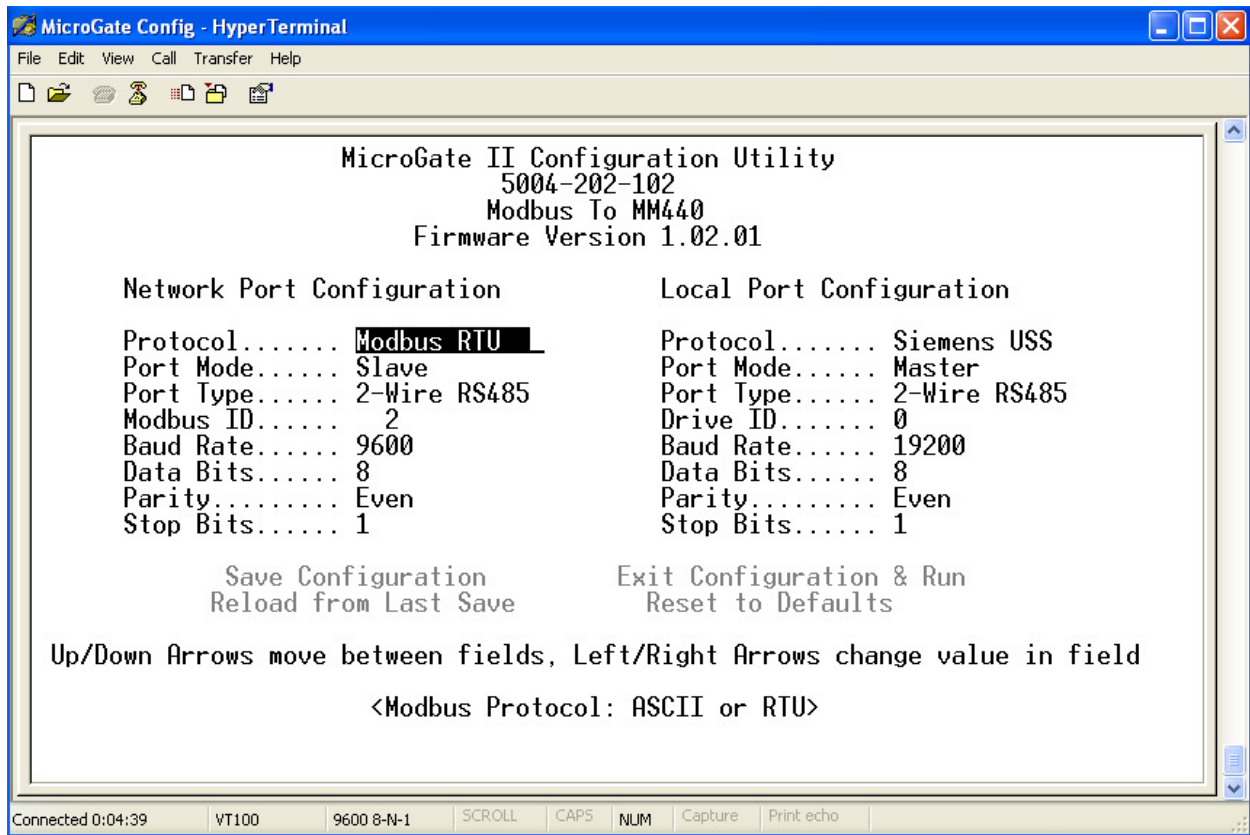 MicroGate Config - HyperTerminal
File Edit View Call Transfer Help
MicroGate II Configuration Utility
5004-202-102
Modbus To MM440
Firmware Version 1.02.01
Network Port Configuration
Protocol....... Modbus RTU
Port Mode...... Slave
Port Type...... 2-Wire RS485
Modbus ID...... 2
Baud Rate...... 9600
Data Bits...... 8
Parity......... Even
Stop Bits...... 1
Local Port Configuration
Protocol....... Siemens USS
Port Mode...... Master
Port Type...... 2-Wire RS485
Drive ID....... 0
Baud Rate...... 19200
Data Bits...... 8
Parity......... Even
Stop Bits...... 1
Save Configuration Exit Configuration & Run
Reload from Last Save Reset to Defaults
Up/Down Arrows move between fields, Left/Right Arrows change value in field
<Modbus Protocol: ASCII or RTU>
Connected 0:04:39 VT100 9600 8-N-1 SCROLL CAPS NUM Capture Print echo